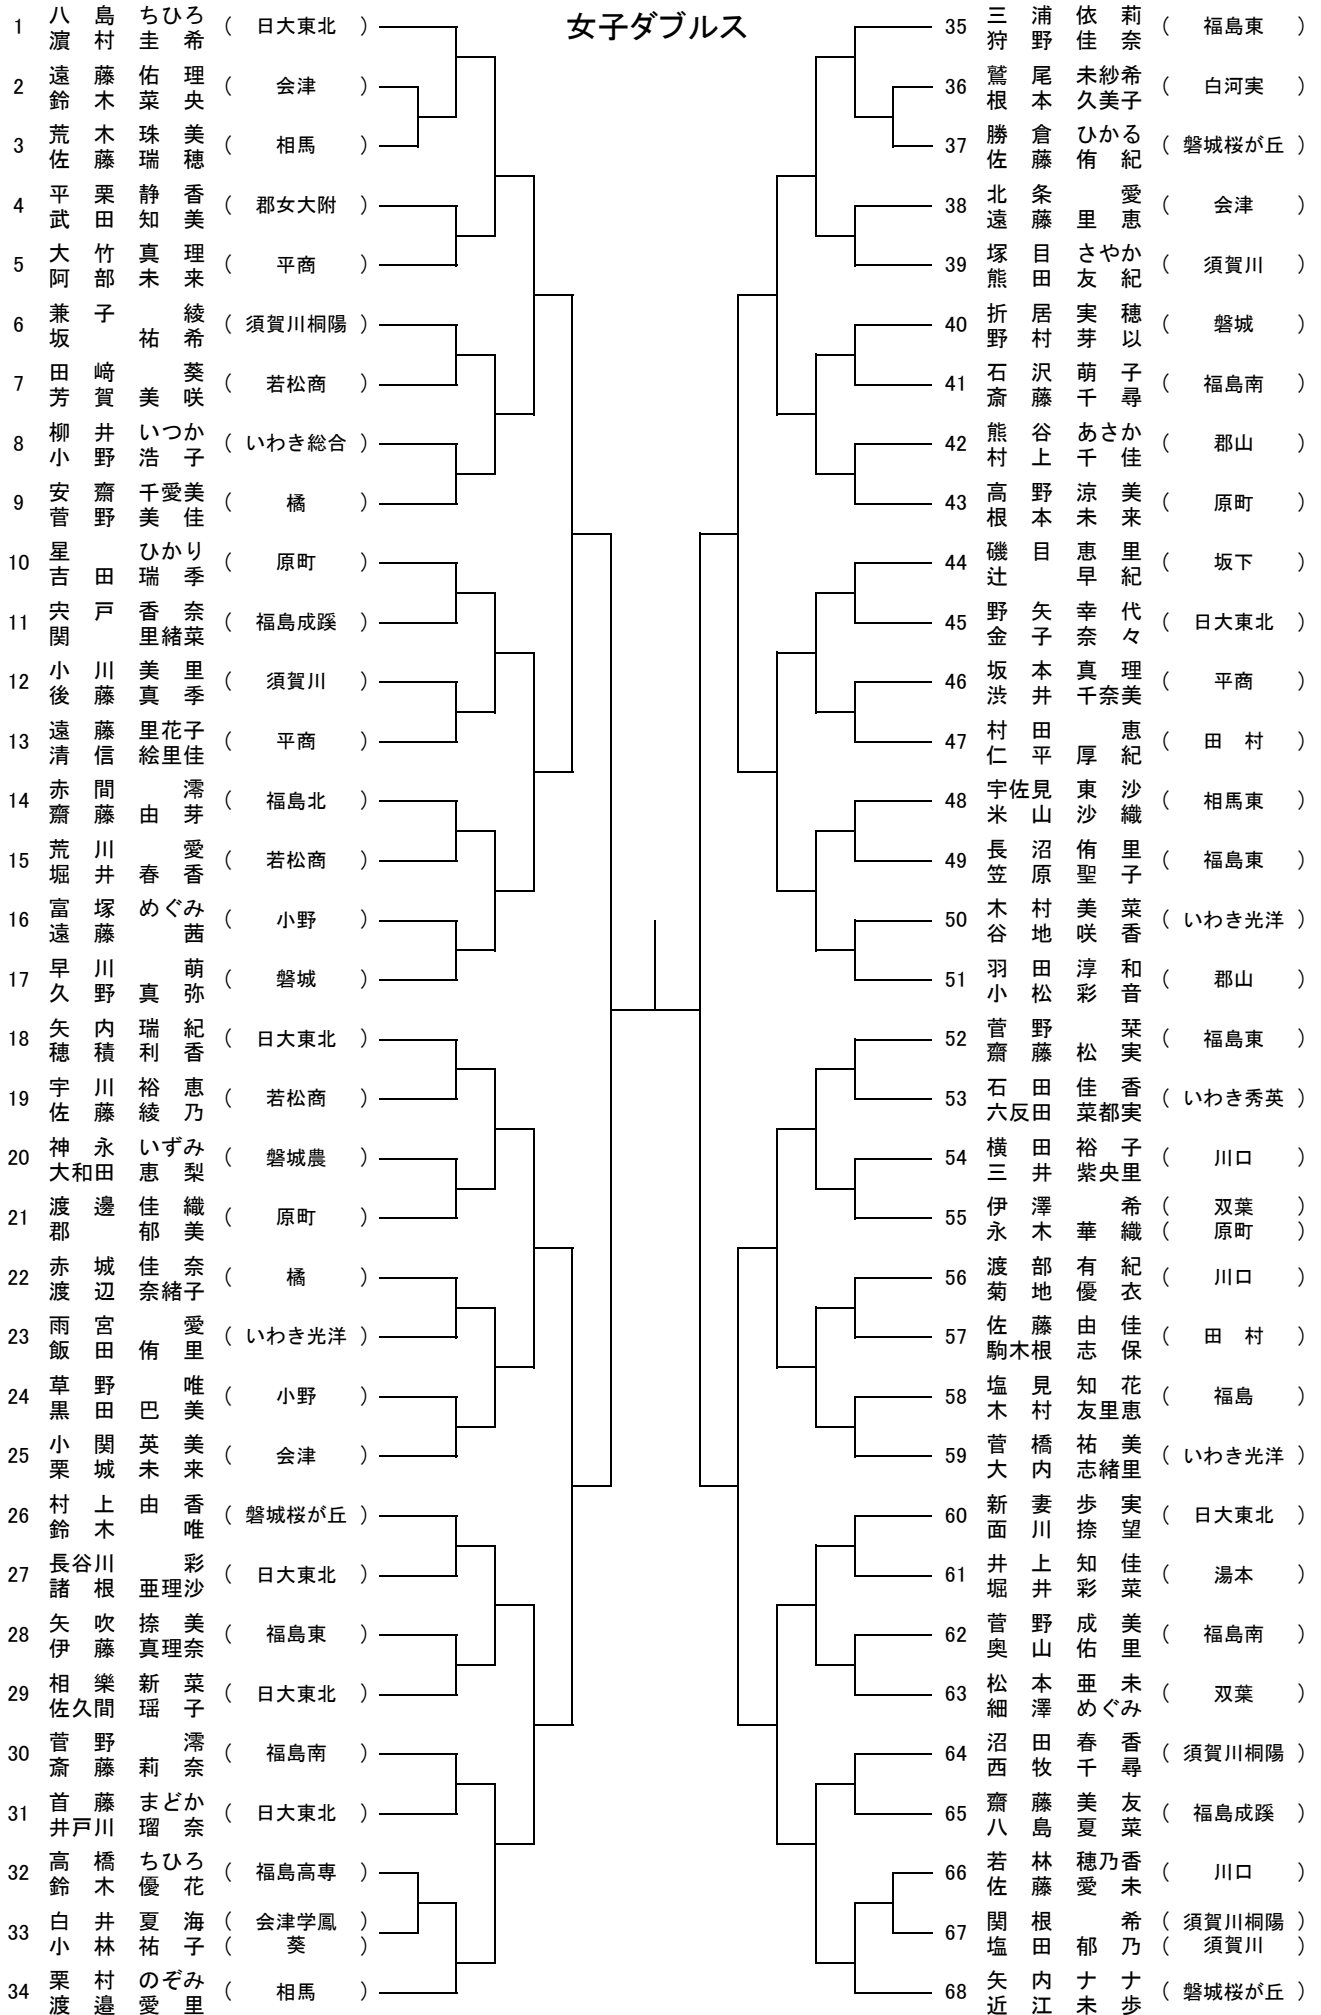 女子ダブルス
1 八島 ちひろ ( 日大東北 )
濵村 圭希
2 遠藤 佑理 ( 会津 )
鈴木 菜央
3 荒木 珠美 ( 相馬 )
佐藤 瑞穂
4 平栗 静香 ( 郡女大附 )
武田 知美
5 大竹 真理 ( 平商 )
阿部 未来
6 兼子 綾 ( 須賀川桐陽 )
坂 祐希
7 田﨑 葵 ( 若松商 )
芳賀 美咲
8 柳井 いつか ( いわき総合 )
小野 浩子
9 安齋 千愛美 ( 橘 )
菅野 美佳
10 星 ひかり ( 原町 )
吉田 瑞季
11 宍戸 香奈 ( 福島成蹊 )
関 里緒菜
12 小川 美里 ( 須賀川 )
後藤 真季
13 遠藤 里花子 ( 平商 )
清信 絵里佳
14 赤間 澪 ( 福島北 )
齋藤 由芽
15 荒川 愛 ( 若松商 )
堀井 春香
16 富塚 めぐみ ( 小野 )
遠藤 茜
17 早川 萌 ( 磐城 )
久野 真弥
18 矢内 瑞紀 ( 日大東北 )
穂積 利香
19 宇川 裕恵 ( 若松商 )
佐藤 綾乃
20 神永 いずみ ( 磐城農 )
大和田 恵梨
21 渡邊 佳織 ( 原町 )
郡 郁美
22 赤城 佳奈 ( 橘 )
渡辺 奈緒子
23 雨宮 愛 ( いわき光洋 )
飯田 侑里
24 草野 唯 ( 小野 )
黒田 巴美
25 小関 英美 ( 会津 )
栗城 未来
26 村上 由香 ( 磐城桜が丘 )
鈴木 唯
27 長谷川 彩 ( 日大東北 )
諸根 亜理沙
28 矢吹 捺美 ( 福島東 )
伊藤 真理奈
29 相樂 新菜 ( 日大東北 )
佐久間 瑶子
30 菅野 澪 ( 福島南 )
斎藤 莉奈
31 首藤 まどか ( 日大東北 )
井戸川 瑠奈
32 高橋 ちひろ ( 福島高専 )
鈴木 優花
33 白井 夏海 ( 会津学鳳 )
小林 祐子 ( 葵 )
34 栗村 のぞみ ( 相馬 )
渡邉 愛里
35 三浦 依莉 ( 福島東 )
狩野 佳奈
36 鷲尾 未紗希 ( 白河実 )
根本 久美子
37 勝倉 ひかる ( 磐城桜が丘 )
佐藤 侑紀
38 北条 愛 ( 会津 )
遠藤 里恵
39 塚目 さやか ( 須賀川 )
熊田 友紀
40 折居 実穂 ( 磐城 )
野村 芽以
41 石沢 萌子 ( 福島南 )
斎藤 千尋
42 熊谷 あさか ( 郡山 )
村上 千佳
43 高野 涼美 ( 原町 )
根本 未来
44 磯目 恵里 ( 坂下 )
辻 早紀
45 野矢 幸代 ( 日大東北 )
金子 奈々
46 坂本 真理 ( 平商 )
渋井 千奈美
47 村田 恵 ( 田 村 )
仁平 厚紀
48 宇佐見 東沙 ( 相馬東 )
米山 沙織
49 長沼 侑里 ( 福島東 )
笠原 聖子
50 木村 美菜 ( いわき光洋 )
谷地 咲香
51 羽田 淳和 ( 郡山 )
小松 彩音
52 菅野 栞 ( 福島東 )
齋藤 松実
53 石田 佳香 ( いわき秀英 )
六反田 菜都実
54 横田 裕子 ( 川口 )
三井 紫央里
55 伊澤 希 ( 双葉 )
永木 華織 ( 原町 )
56 渡部 有紀 ( 川口 )
菊地 優衣
57 佐藤 由佳 ( 田 村 )
駒木根 志保
58 塩見 知花 ( 福島 )
木村 友里恵
59 菅橋 祐美 ( いわき光洋 )
大内 志緒里
60 新妻 歩実 ( 日大東北 )
面川 捺望
61 井上 知佳 ( 湯本 )
堀井 彩菜
62 菅野 成美 ( 福島南 )
奥山 佑里
63 松本 亜未 ( 双葉 )
細澤 めぐみ
64 沼田 春香 ( 須賀川桐陽 )
西牧 千尋
65 齋藤 美友 ( 福島成蹊 )
八島 夏菜
66 若林 穂乃香 ( 川口 )
佐藤 愛未
67 関根 希 ( 須賀川桐陽 )
塩田 郁乃 ( 須賀川 )
68 矢内 ナナ ( 磐城桜が丘 )
近江 未歩